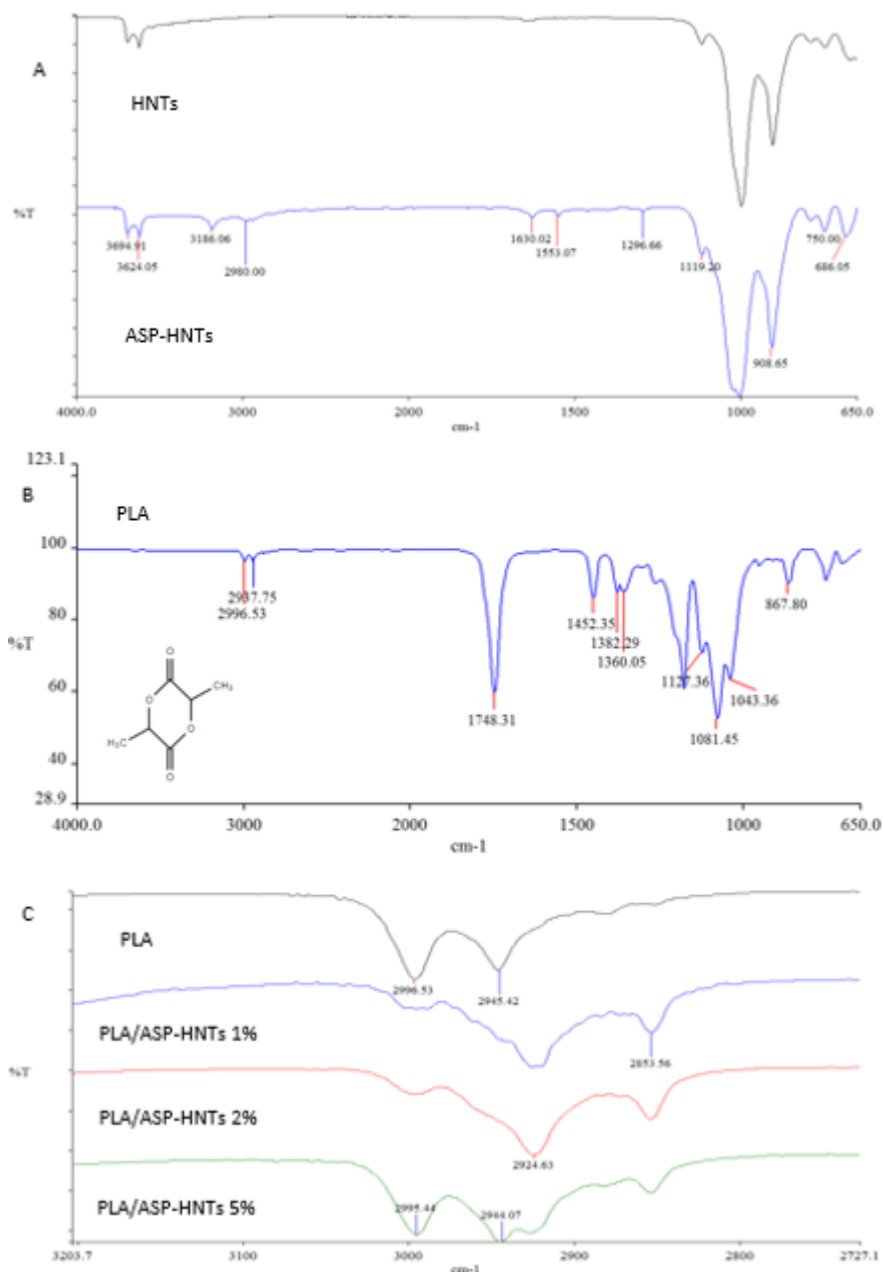 A
HNTs
%T
3694.91
3624.05
3186.06
2980.00
1630.02
1553.07
1296.66
1119.20
750.00
686.05
908.65
ASP-HNTs
4000.0 3000 2000 1500 1000 650.0
cm-1
123.1
B
PLA
100
80
%T
60
40
28.9
2937.75
2996.53
1748.31
1452.35
1382.29
1360.05
1127.36
1081.45
1043.36
867.80
O
CH₃
O
O
H₃C
O
4000.0 3000 2000 1500 1000 650.0
cm-1
C
PLA
2996.53
2945.42
PLA/ASP-HNTs 1%
2853.56
%T
PLA/ASP-HNTs 2%
2924.63
PLA/ASP-HNTs 5%
2995.44
2944.07
3203.7 3100 3000 2900 2800 2727.1
cm-1